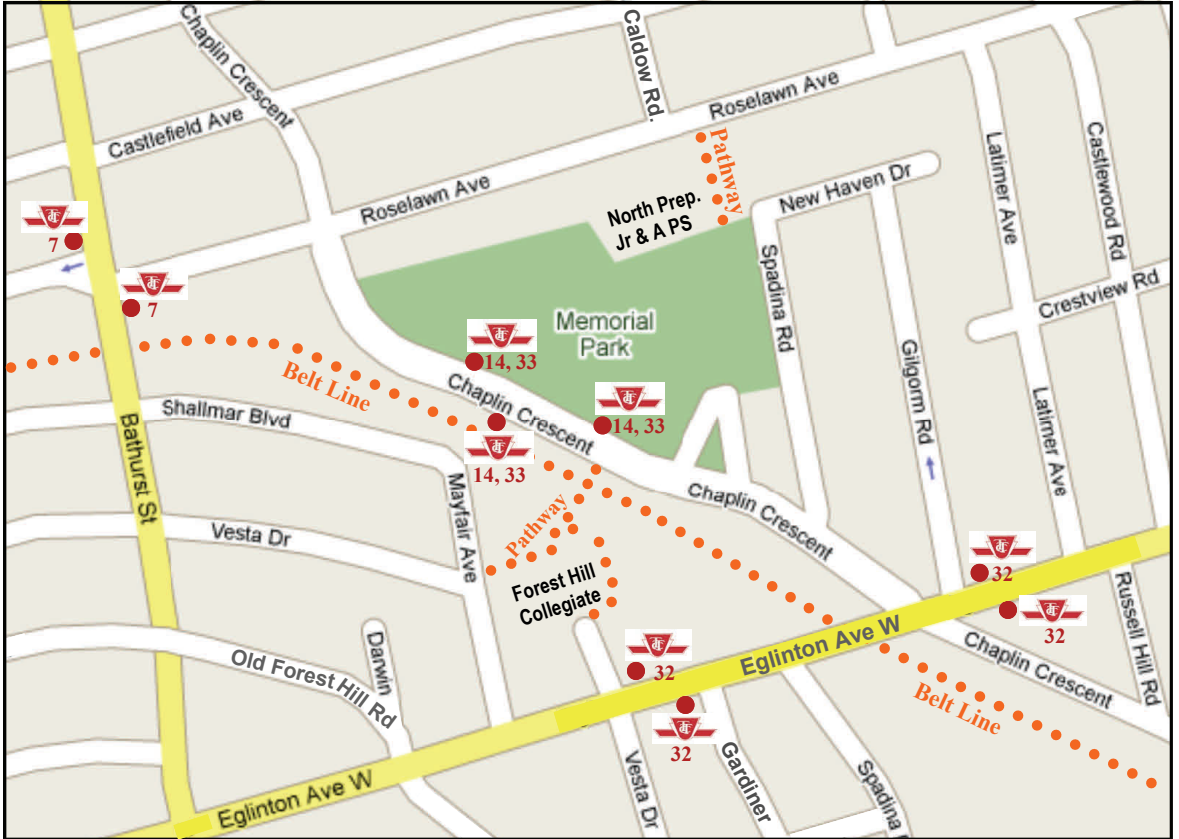 Chaplin Crescent
Caldow Rd.
Castlefield Ave
Roselawn Ave
Pathway
Latimer Ave
Castlewood Rd
Roselawn Ave
North Prep.
Jr & A PS
New Haven Dr
7
7
Spadina Rd
Crestview Rd
Memorial
Park
14, 33
Belt Line
Chaplin Crescent
14, 33
14, 33
Gilgorm Rd
Latimer Ave
Shallmar Blvd
Bathurst St
Mayfair Ave
Chaplin Crescent
Pathway
Vesta Dr
Forest Hill
Collegiate
32
32
Russell Hill Rd
Eglinton Ave W
Chaplin Crescent
Darwin
Old Forest Hill Rd
32
32
Belt Line
Vesta Dr
Gardiner
Spadina
Eglinton Ave W